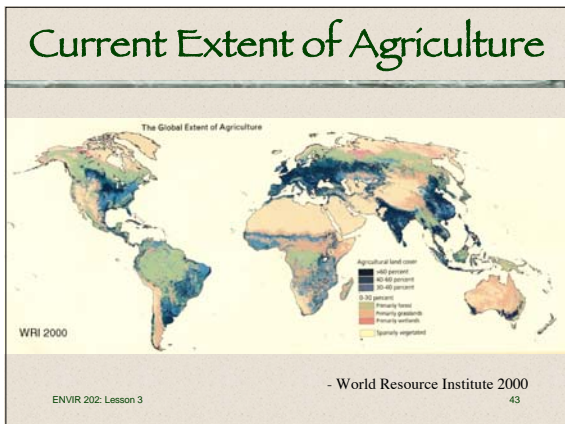 Current Extent of Agriculture
The Global Extent of Agriculture
Agricultural land cover
>60 percent
40-60 percent
30-40 percent
0-30 percent
Primarily forest
Primarily grasslands
Primarily wetlands
Sparsely vegetated
WRI 2000
- World Resource Institute 2000
ENVIR 202: Lesson 3
43